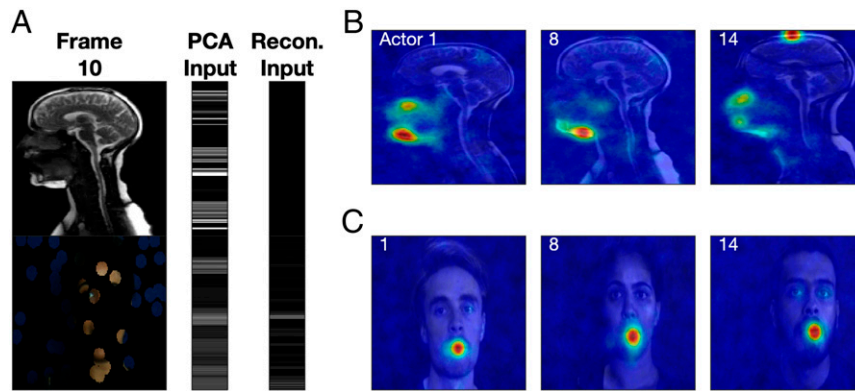 A
Frame
10
PCA
Input
Recon.
Input
B
Actor 1
8
14
C
1
8
14